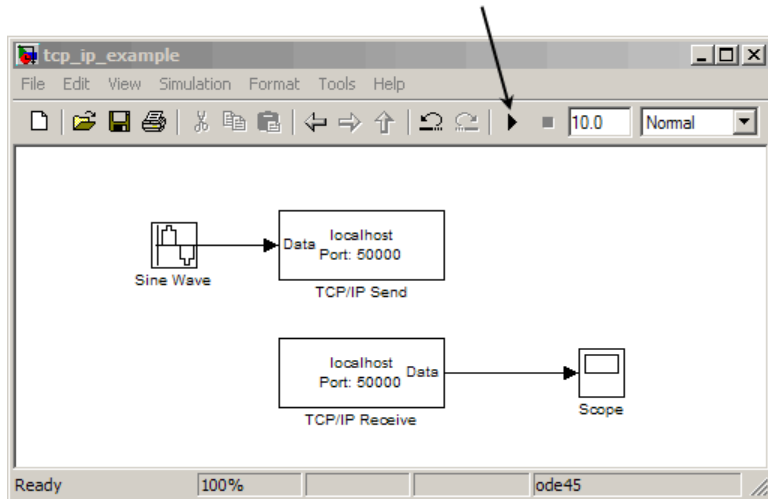 tcp_ip_example
File Edit View Simulation Format Tools Help
10.0 Normal
localhost
Data
Port: 50000
Sine Wave
TCP/IP Send
localhost
Data
Port: 50000
TCP/IP Receive
Scope
Ready 100% ode45